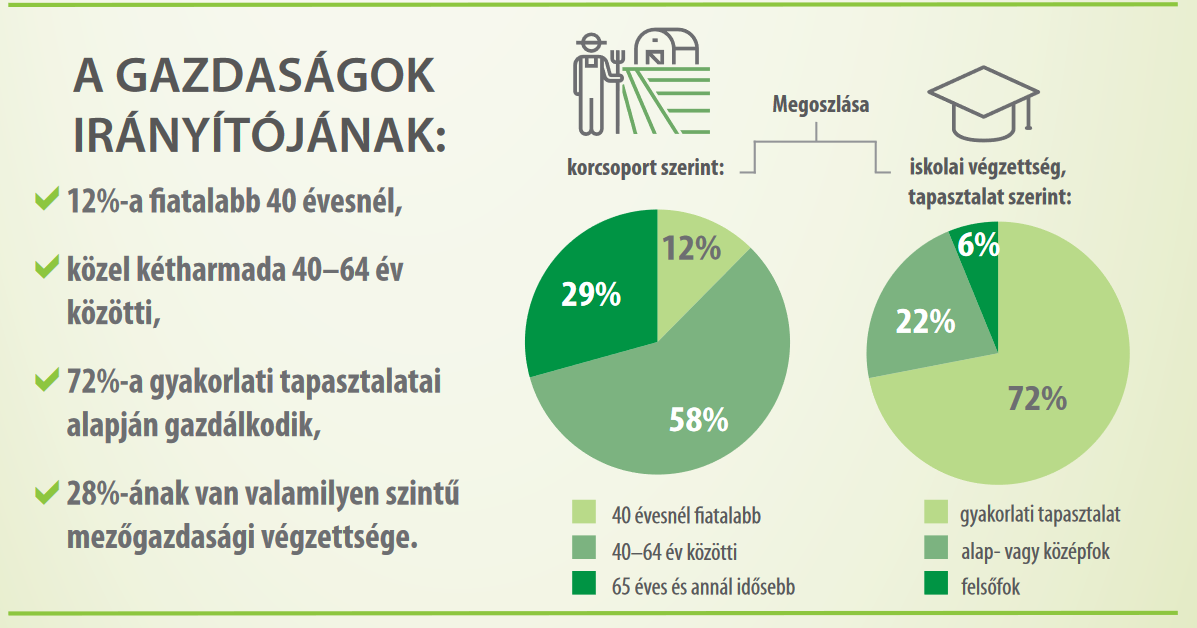 A GAZDASÁGOK
IRÁNYÍTÓJÁNAK:
12%-a fiatalabb 40 évesnél,
közel kétharmada 40–64 év
közötti,
72%-a gyakorlati tapasztalatai
alapján gazdálkodik,
28%-ának van valamilyen szintű
mezőgazdasági végzettsége.
Megoszlása
korcsoport szerint:
12%
29%
58%
40 évesnél fiatalabb
40–64 év közötti
65 éves és annál idősebb
iskolai végzettség,
tapasztalat szerint:
6%
22%
72%
gyakorlati tapasztalat
alap- vagy középfok
felsőfok